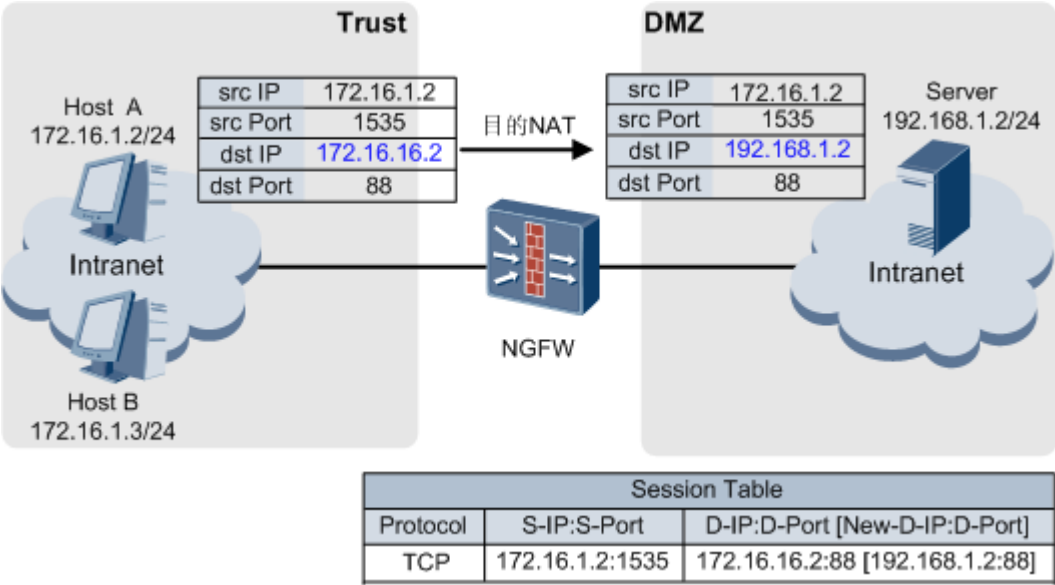 Trust
DMZ
Host A
172.16.1.2/24
src IP 172.16.1.2
src Port 1535
dst IP 172.16.16.2
dst Port 88
目的NAT
src IP 172.16.1.2
src Port 1535
dst IP 192.168.1.2
dst Port 88
Server
192.168.1.2/24
Intranet
Intranet
NGFW
Host B
172.16.1.3/24
Session Table
Protocol S-IP:S-Port D-IP:D-Port [New-D-IP:D-Port]
TCP 172.16.1.2:1535 172.16.16.2:88 [192.168.1.2:88]